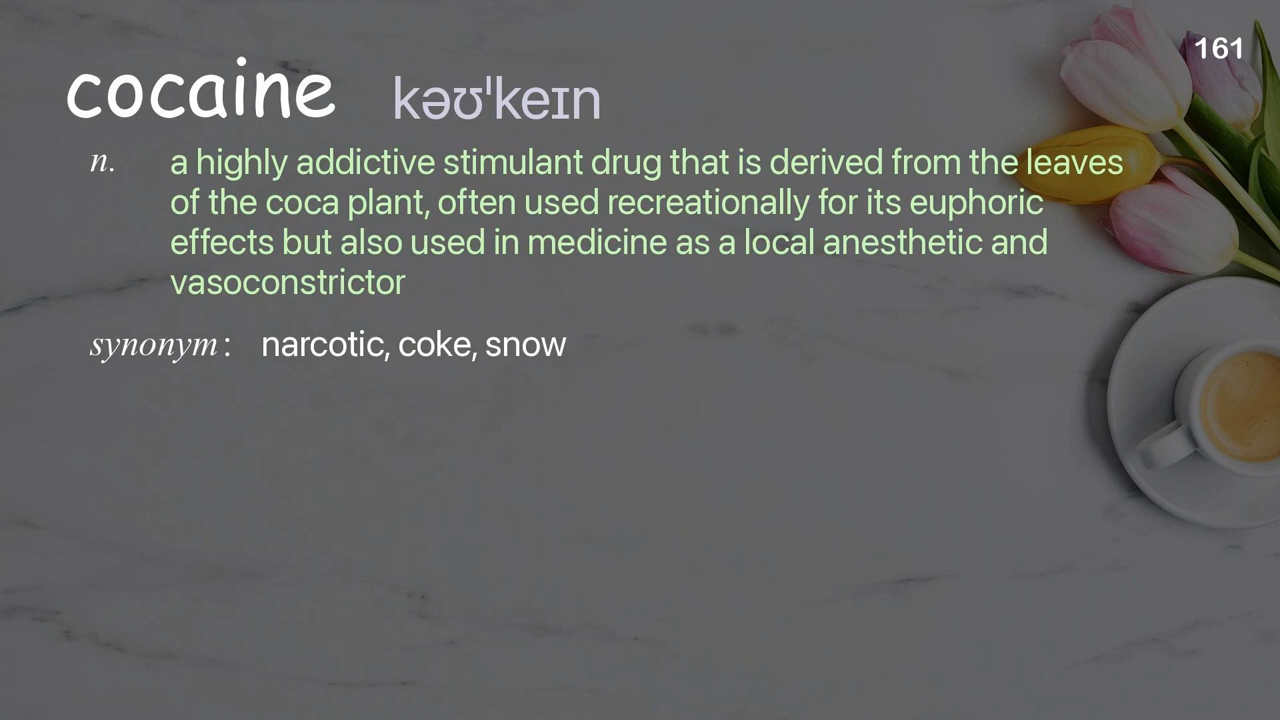 161
cocaine kəʊˈkeɪn
n. a highly addictive stimulant drug that is derived from the leaves
of the coca plant, often used recreationally for its euphoric
effects but also used in medicine as a local anesthetic and
vasoconstrictor
synonym: narcotic, coke, snow